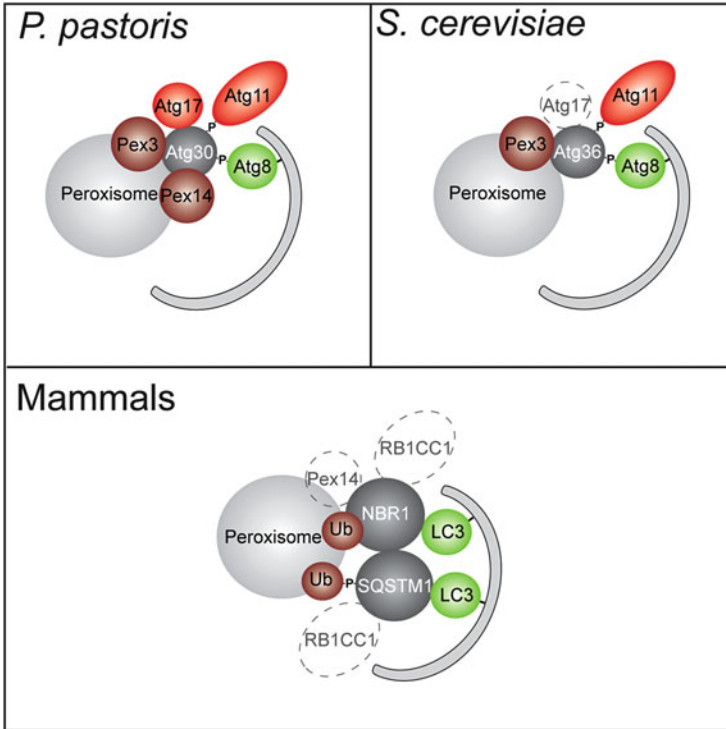 P. pastoris
Atg17
Atg11
P
Pex3
Atg30
P
Atg8
Peroxisome
Pex14
S. cerevisiae
Atg17
Atg11
P
Pex3
Atg36
P
Atg8
Peroxisome
Mammals
RB1CC1
Pex14
NBR1
Peroxisome
Ub
LC3
Ub
P
SQSTM1
LC3
RB1CC1